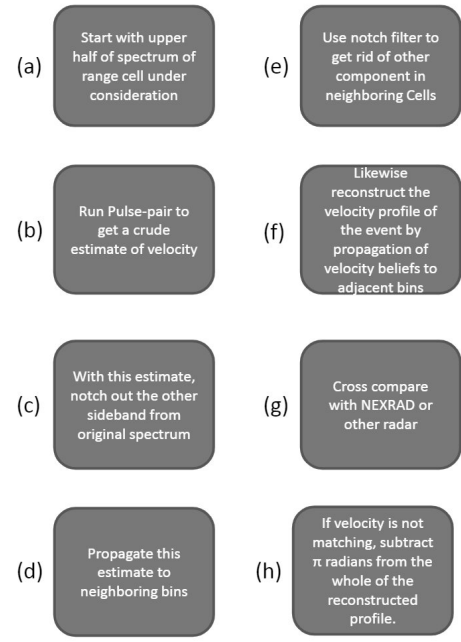 (a)
Start with upper
half of spectrum of
range cell under
consideration
(b)
Run Pulse-pair to
get a crude
estimate of velocity
(c)
With this estimate,
notch out the other
sideband from
original spectrum
(d)
Propagate this
estimate to
neighboring bins
(e)
Use notch filter to
get rid of other
component in
neighboring Cells
(f)
Likewise
reconstruct the
velocity profile of
the event by
propagation of
velocity beliefs to
adjacent bins
(g)
Cross compare
with NEXRAD or
other radar
(h)
If velocity is not
matching, subtract
π radians from the
whole of the
reconstructed
profile.